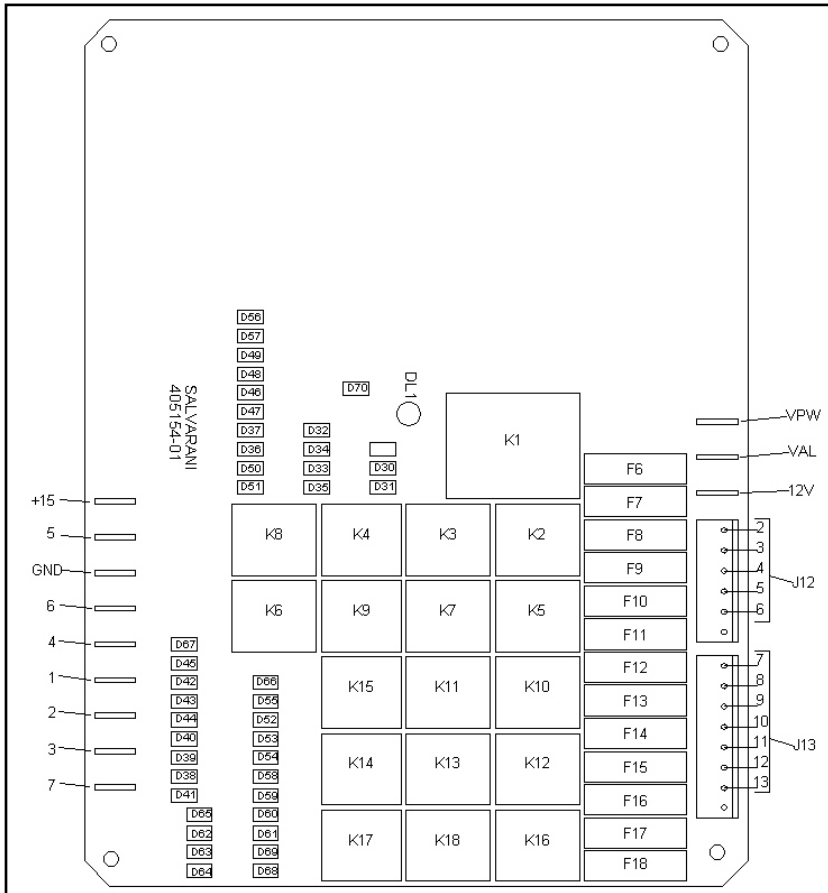 D56
D57
D49
D48
D46
D47
D37
D36
D50
D51
D70
DL1
D32
D34
D33
D35
D30
D31
SALVARANI
405154-01
K1
VPW
VAL
12V
+15
5
GND
6
4
1
2
3
7
K8 K4 K3 K2
K6 K9 K7 K5
K15 K11 K10
K14 K13 K12
K17 K18 K16
F6
F7
F8
F9
F10
F11
F12
F13
F14
F15
F16
F17
F18
2
3
4
5
6
J12
7
8
9
10
11
12
13
J13
D67
D45
D42
D43
D44
D40
D39
D38
D41
D65
D62
D63
D64
D66
D55
D52
D53
D54
D58
D59
D60
D61
D69
D68